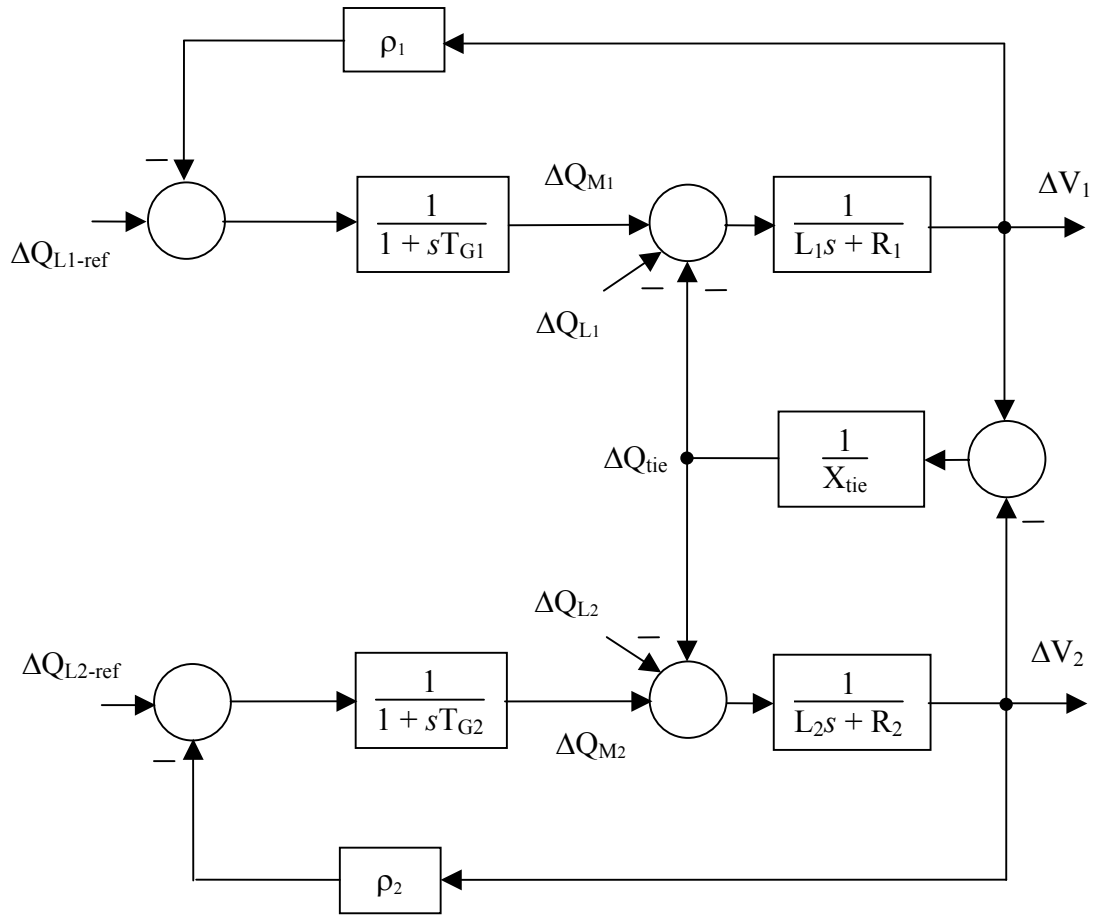 ρ₁
−
ΔQ_L1-ref
1
1 + sT_G1
ΔQ_M1
ΔQ_L1
− −
1
L₁s + R₁
ΔV₁
ΔQ_tie
1
X_tie
−
ΔQ_L2
−
ΔQ_L2-ref
−
1
1 + sT_G2
ΔQ_M2
1
L₂s + R₂
ΔV₂
ρ₂